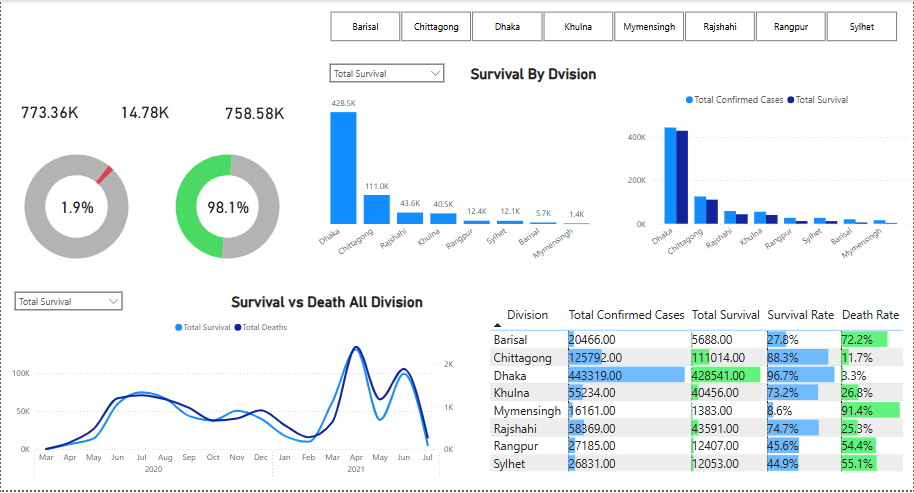 Barisal Chittagong Dhaka Khulna Mymensingh Rajshahi Rangpur Sylhet
Total Survival
Survival By Dvision
773.36K 14.78K 758.58K
1.9%
98.1%
428.5K
111.0K
43.6K
40.5K
12.4K
12.1K
5.7K
1.4K
Dhaka Chittagong Rajshahi Khulna Rangpur Sylhet Barisal Mymensingh
Total Confirmed Cases Total Survival
400K
200K
0K
Dhaka Chittagong Rajshahi Khulna Rangpur Sylhet Barisal Mymensingh
Total Survival
Survival vs Death All Division
Total Survival Total Deaths
100K
50K
0K
2K
1K
0K
Mar Apr May Jun Jul Aug Sep Oct Nov Dec Jan Feb Mar Apr May Jun Jul
2020 2021
Division Total Confirmed Cases Total Survival Survival Rate Death Rate
Barisal 20466.00 5688.00 27.8% 72.2%
Chittagong 125792.00 111014.00 88.3% 11.7%
Dhaka 443319.00 428541.00 96.7% 3.3%
Khulna 55234.00 40456.00 73.2% 26.8%
Mymensingh 16161.00 1383.00 8.6% 91.4%
Rajshahi 58369.00 43591.00 74.7% 25.3%
Rangpur 27185.00 12407.00 45.6% 54.4%
Sylhet 26831.00 12053.00 44.9% 55.1%